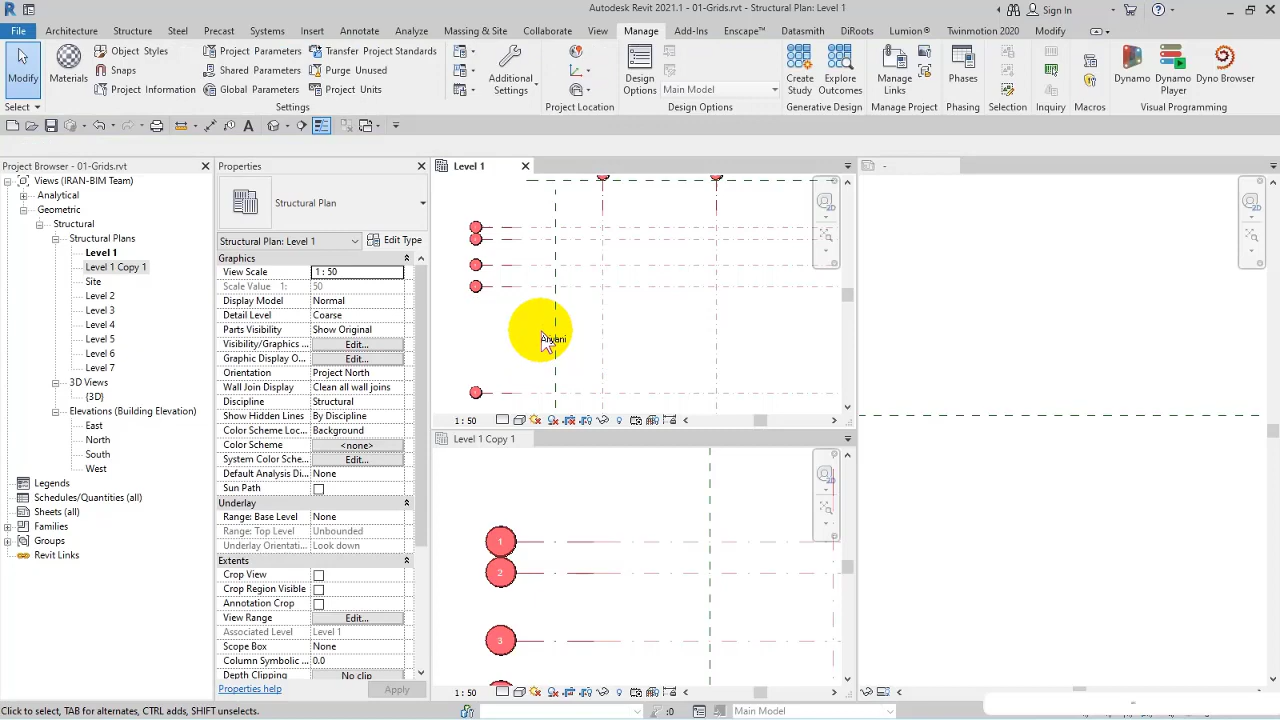 Autodesk Revit 2021.1 - 01-Grids.rvt - Structural Plan: Level 1
Sign In
File Architecture Structure Steel Precast Systems Insert Annotate Analyze Massing & Site Collaborate View Manage Add-Ins Enscape™ Datasmith DiRoots Lumion® Twinmotion 2020 Modify
Modify
Materials
Object Styles
Snaps
Project Information
Project Parameters
Shared Parameters
Global Parameters
Transfer Project Standards
Purge Unused
Project Units
Additional Settings
Design Options
Main Model
Create Study
Explore Outcomes
Manage Links
Phases
Dynamo
Dynamo Player
Dyno Browser
Select
Settings
Project Location
Design Options
Generative Design
Manage Project
Phasing
Selection
Inquiry
Macros
Visual Programming
Project Browser - 01-Grids.rvt
Views (IRAN-BIM Team)
Analytical
Geometric
Structural
Structural Plans
Level 1
Level 1 Copy 1
Site
Level 2
Level 3
Level 4
Level 5
Level 6
Level 7
3D Views
{3D}
Elevations (Building Elevation)
East
North
South
West
Legends
Schedules/Quantities (all)
Sheets (all)
Families
Groups
Revit Links
Properties
Structural Plan
Structural Plan: Level 1
Edit Type
Graphics
View Scale 1 : 50
Scale Value 1: 50
Display Model Normal
Detail Level Coarse
Parts Visibility Show Original
Visibility/Graphics ... Edit...
Graphic Display O... Edit...
Orientation Project North
Wall Join Display Clean all wall joins
Discipline Structural
Show Hidden Lines By Discipline
Color Scheme Loc... Background
Color Scheme <none>
System Color Sche... Edit...
Default Analysis Di... None
Sun Path
Underlay
Range: Base Level None
Range: Top Level Unbounded
Underlay Orientati... Look down
Extents
Crop View
Crop Region Visible
Annotation Crop
View Range Edit...
Associated Level Level 1
Scope Box None
Column Symbolic ... 0.0
Depth Clipping No clip
Properties help
Apply
Level 1
1 : 50
Level 1 Copy 1
1
2
3
1 : 50
-
Click to select, TAB for alternates, CTRL adds, SHIFT unselects.
:0
Main Model